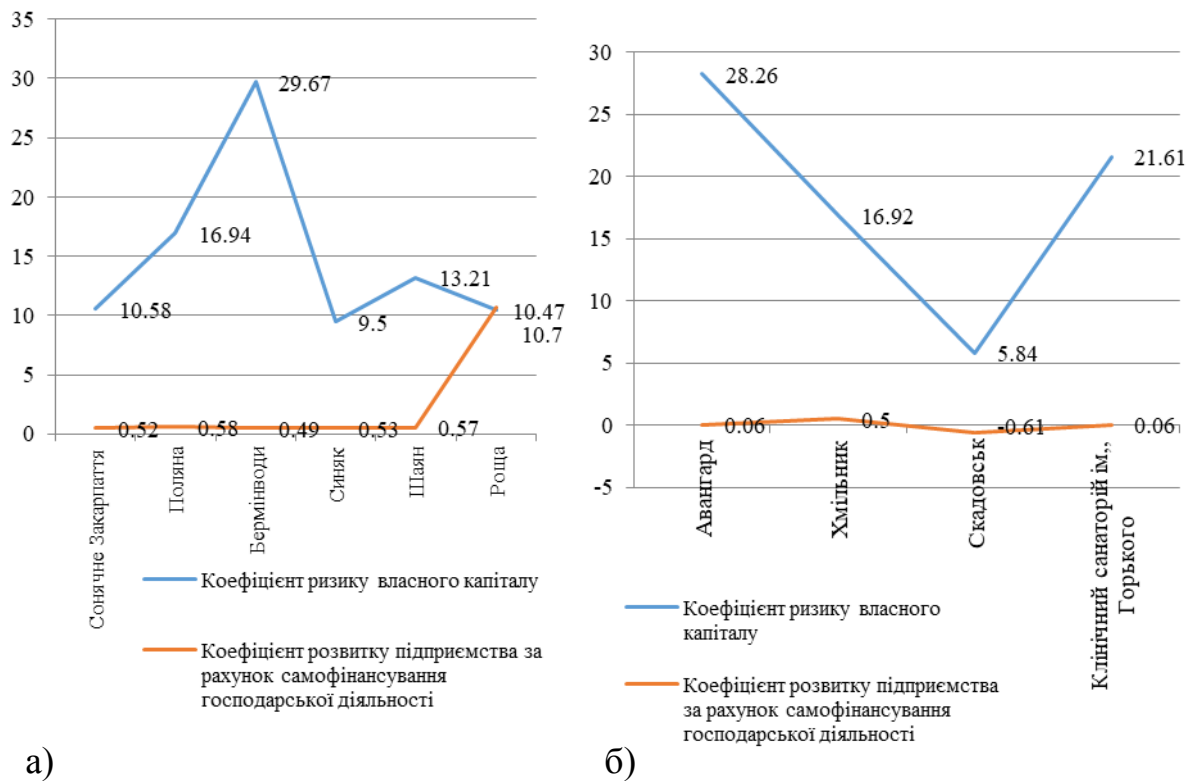 35
30
25
20
15
10
5
0
29.67
16.94
13.21
10.58
9.5
10.47
10.7
0.52
0.58
0.49
0.53
0.57
Сонячне Закарпаття
Поляна
Бермінводи
Синяк
Шаян
Роща
Коефіцієнт ризику власного капіталу
Коефіцієнт розвитку підприємства за
рахунок самофінансування
господарської діяльності
а)
30
25
20
15
10
5
0
-5
28.26
21.61
16.92
5.84
0.06
0.5
-0.61
0.06
Авангард
Хмільник
Скадовськ
Клінічний санаторій ім,,
Горького
Коефіцієнт ризику власного
капіталу
Коефіцієнт розвитку підприємства
за рахунок самофінансування
господарської діяльності
б)